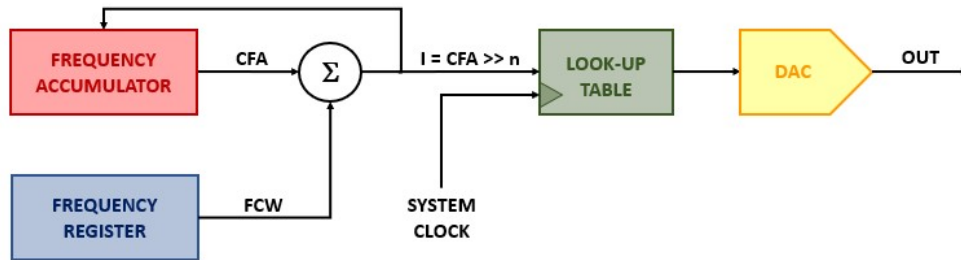 FREQUENCY
ACCUMULATOR
CFA
Σ
I = CFA >> n
LOOK-UP
TABLE
DAC
OUT
FREQUENCY
REGISTER
FCW
SYSTEM
CLOCK